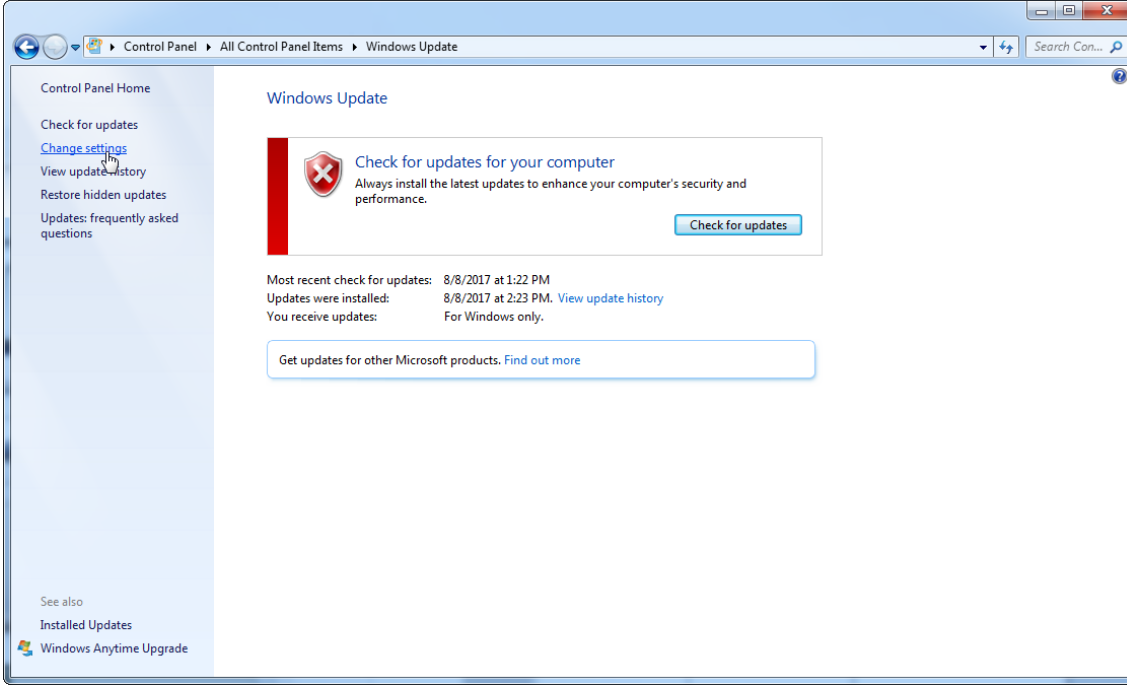 Control Panel ▸ All Control Panel Items ▸ Windows Update
Search Con...
Control Panel Home
Check for updates
Change settings
View update history
Restore hidden updates
Updates: frequently asked
questions
See also
Installed Updates
Windows Anytime Upgrade
Windows Update
Check for updates for your computer
Always install the latest updates to enhance your computer's security and
performance.
Check for updates
Most recent check for updates: 8/8/2017 at 1:22 PM
Updates were installed: 8/8/2017 at 2:23 PM. View update history
You receive updates: For Windows only.
Get updates for other Microsoft products. Find out more